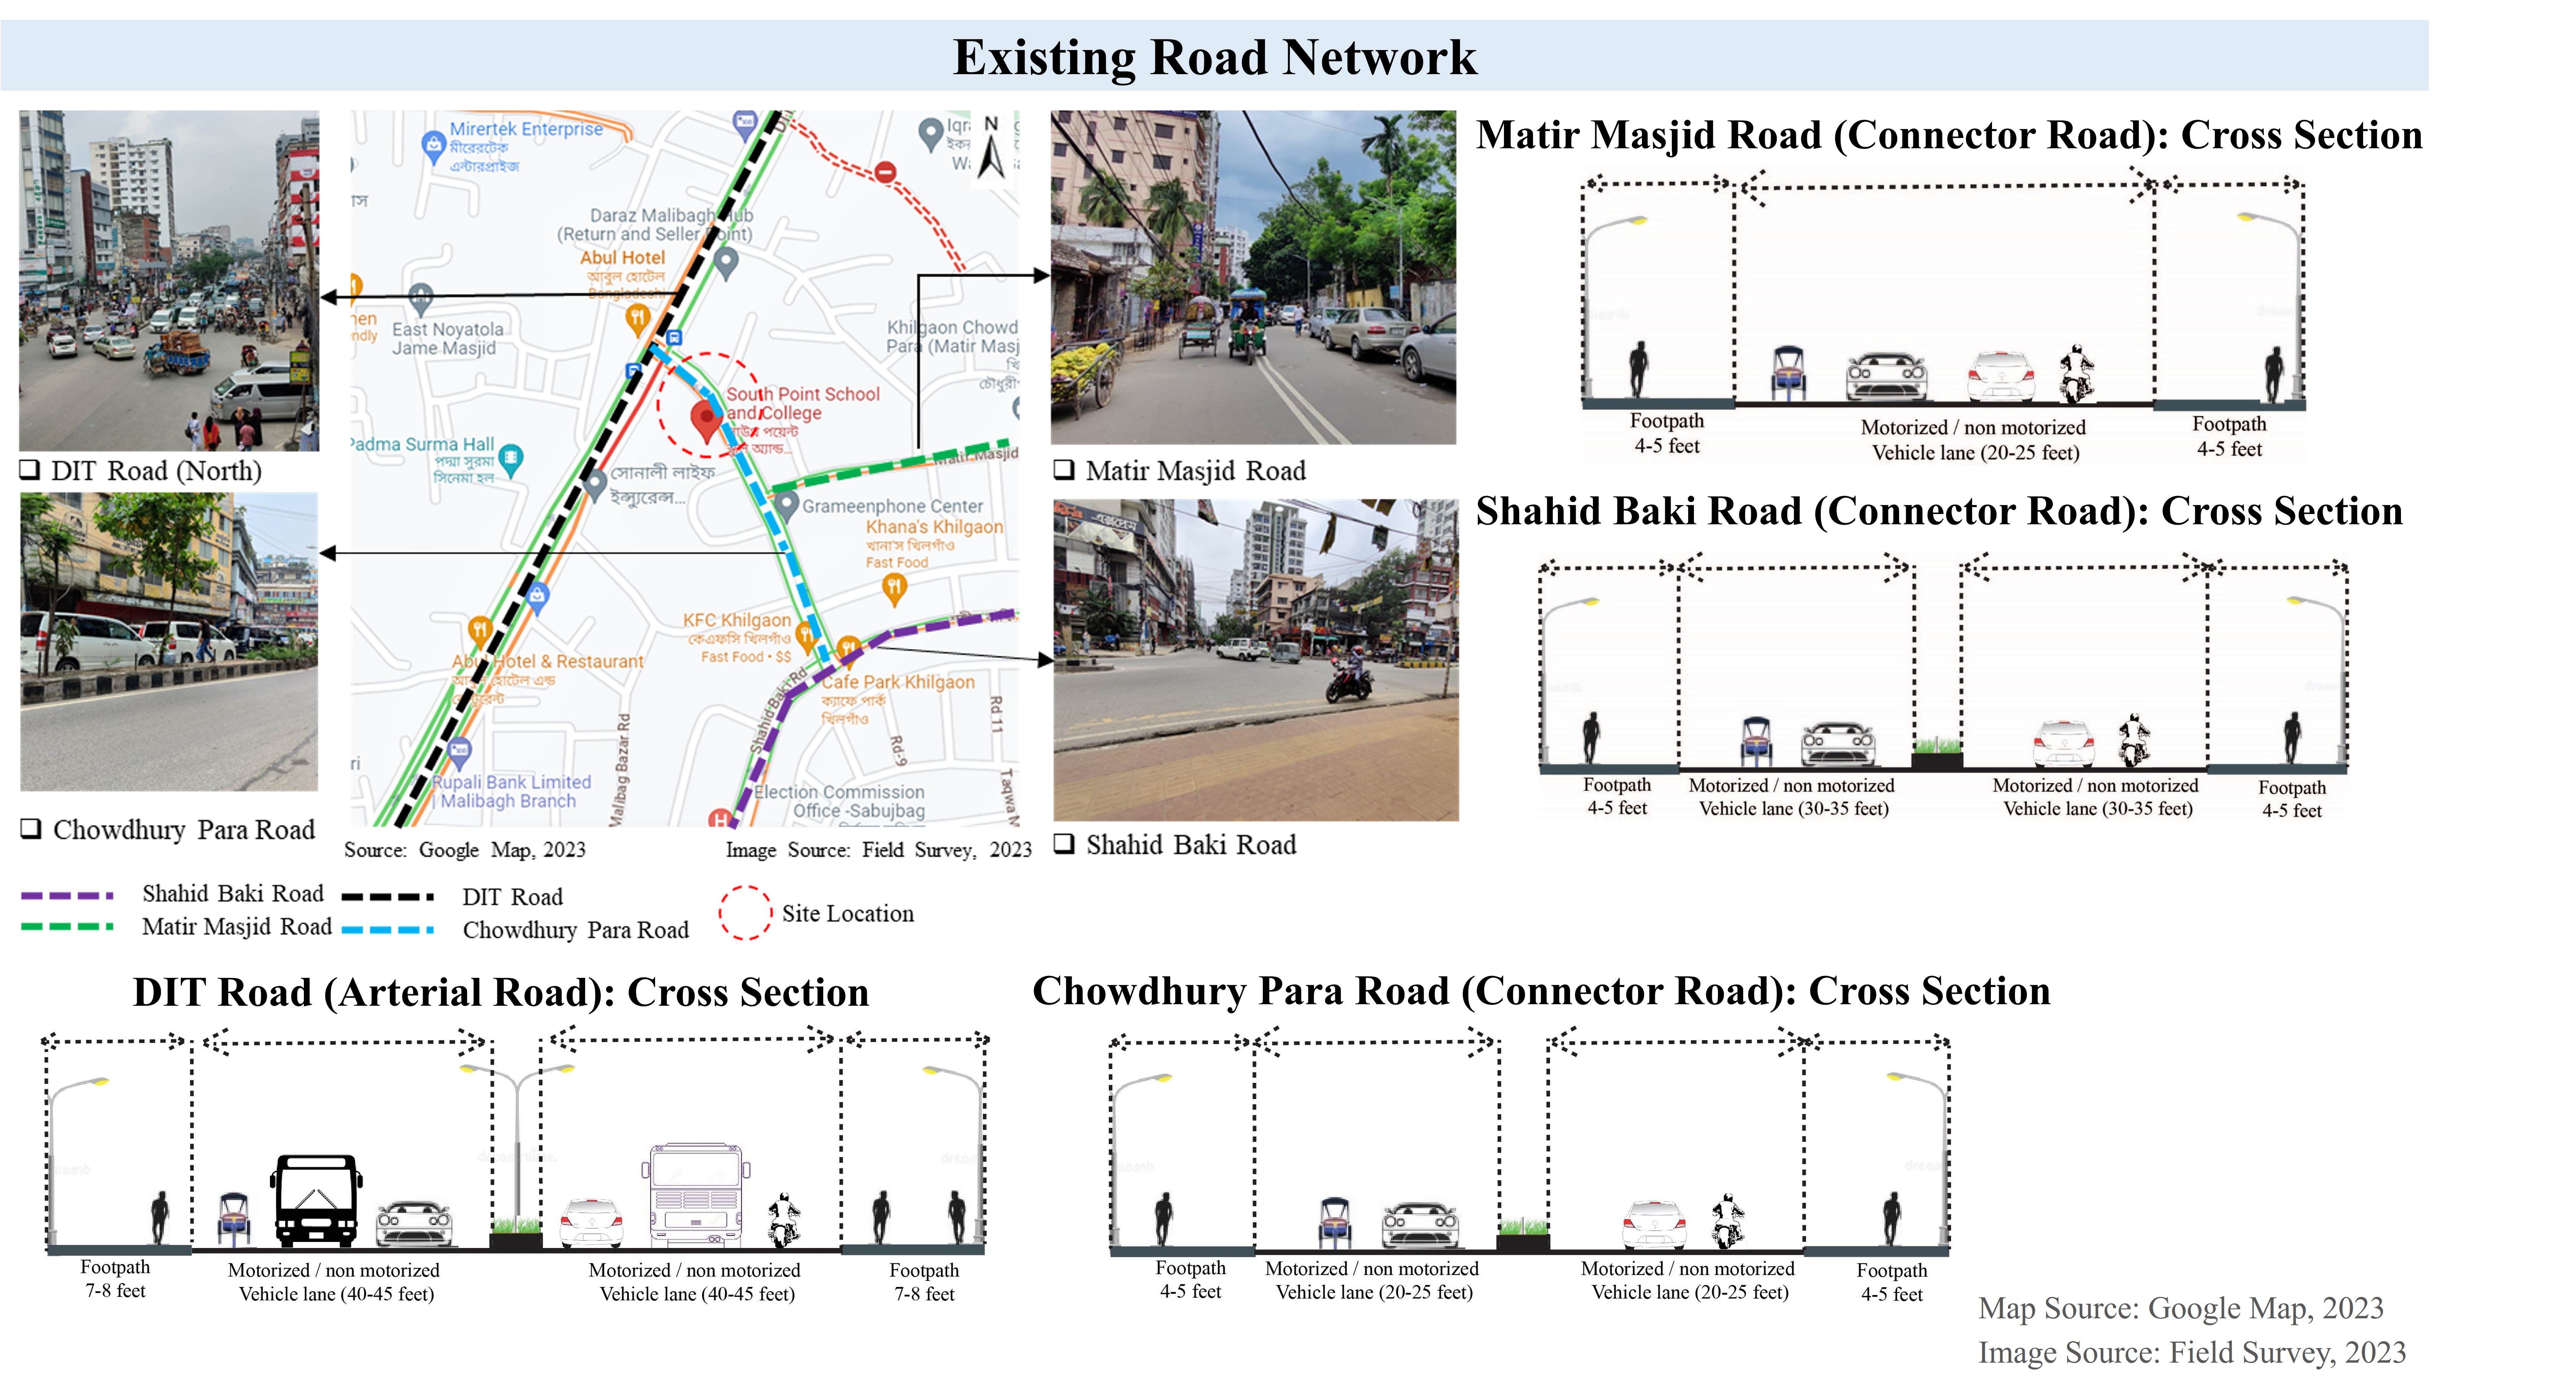 Existing Road Network
Mirertek Enterprise
মীরেরটেক
এন্টারপ্রাইজ
Daraz Malibagh Hub
(Return and Seller Point)
Abul Hotel
আবুল হোটেল
Bangladeshi
East Noyatola
Jame Masjid
Khilgaon Chowd
Para (Matir Masj
South Point School
and College
Padma Surma Hall
পদ্মা সুরমা
সিনেমা হল
সোনালী লাইফ
ইন্স্যুরেন্স...
Matir Masjid
Grameenphone Center
Khana's Khilgaon
খানা'স খিলগাঁও
Fast Food
KFC Khilgaon
কেএফসি খিলগাঁও
Fast Food • $$
Abul Hotel & Restaurant
Cafe Park Khilgaon
ক্যাফে পার্ক
খিলগাঁও
Shahid Baki Rd
Malibag Bazar Rd
Rd 11
Rd-9
Rupali Bank Limited
Malibagh Branch
Election Commission
Office -Sabujbag
N
DIT Road (North)
Chowdhury Para Road
Source: Google Map, 2023
Image Source: Field Survey, 2023
Matir Masjid Road
Shahid Baki Road
Shahid Baki Road
Matir Masjid Road
DIT Road
Chowdhury Para Road
Site Location
Matir Masjid Road (Connector Road): Cross Section
Footpath
4-5 feet
Motorized / non motorized
Vehicle lane (20-25 feet)
Footpath
4-5 feet
Shahid Baki Road (Connector Road): Cross Section
Footpath
4-5 feet
Motorized / non motorized
Vehicle lane (30-35 feet)
Motorized / non motorized
Vehicle lane (30-35 feet)
Footpath
4-5 feet
DIT Road (Arterial Road): Cross Section
Footpath
7-8 feet
Motorized / non motorized
Vehicle lane (40-45 feet)
Motorized / non motorized
Vehicle lane (40-45 feet)
Footpath
7-8 feet
Chowdhury Para Road (Connector Road): Cross Section
Footpath
4-5 feet
Motorized / non motorized
Vehicle lane (20-25 feet)
Motorized / non motorized
Vehicle lane (20-25 feet)
Footpath
4-5 feet
Map Source: Google Map, 2023
Image Source: Field Survey, 2023